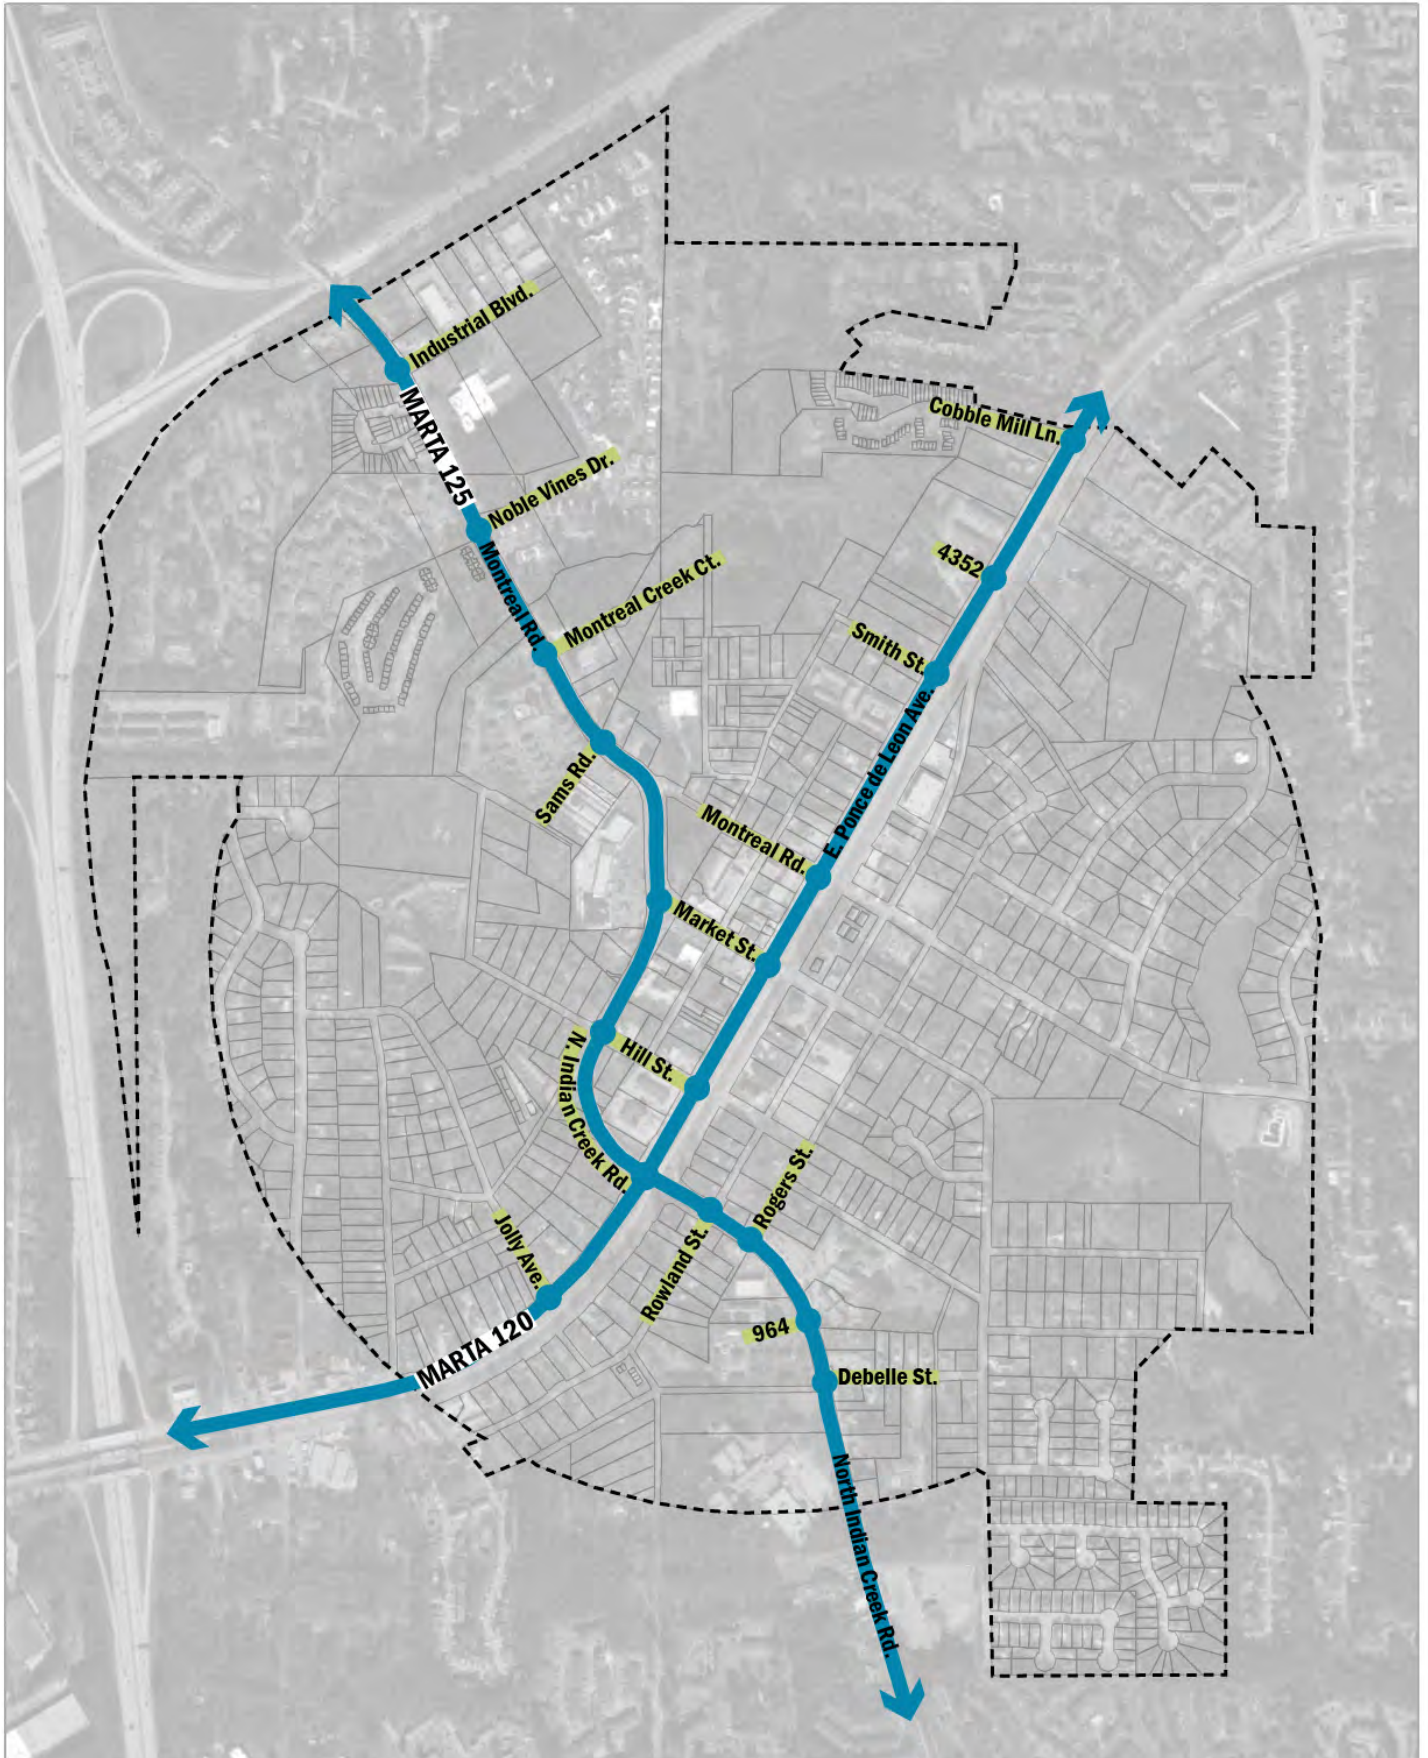 Industrial Blvd.
MARTA 125
Cobble Mill Ln.
Noble Vines Dr.
Montreal Rd.
4352
Montreal Creek Ct.
Smith St.
E. Ponce de Leon Ave.
Sams Rd.
Montreal Rd.
Market St.
Hill St.
N. Indian Creek Rd.
Rogers St.
Jolly Ave.
Rowland St.
MARTA 120
964
Debelle St.
North Indian Creek Rd.